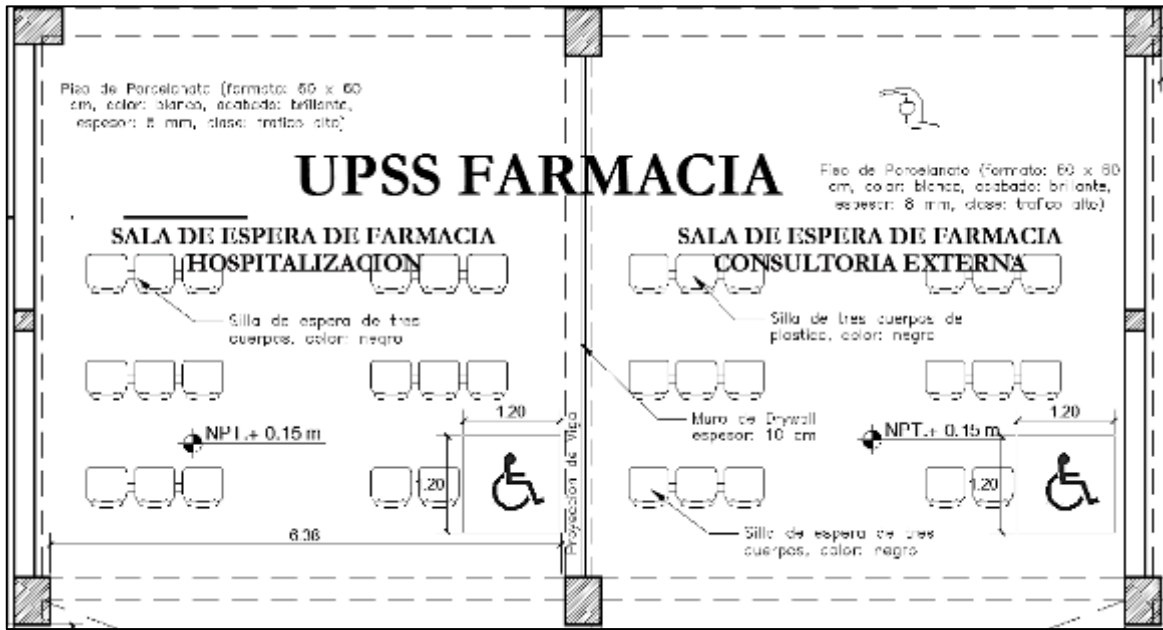 Piso de Porcelanato (formato: 60 x 60
cm, color: blanco, acabado: brillante,
espesor: 8 mm, clase: trafico alto)
UPSS FARMACIA
Piso de Porcelanato (formato: 60 x 60
cm, color: blanco, acabado: brillante,
espesor: 8 mm, clase: trafico alto)
SALA DE ESPERA DE FARMACIA
HOSPITALIZACION
SALA DE ESPERA DE FARMACIA
CONSULTORIA EXTERNA
Silla de espera de tres
cuerpos, color: negro
Silla de tres cuerpos de
plastico, color: negro
Muro de Drywall
espesor: 10 cm
1.20
1.20
NPT.+ 0.15 m
NPT.+ 0.15 m
1.20
1.20
Proyeccion de Viga
Silla de espera de tres
cuerpos, color: negro